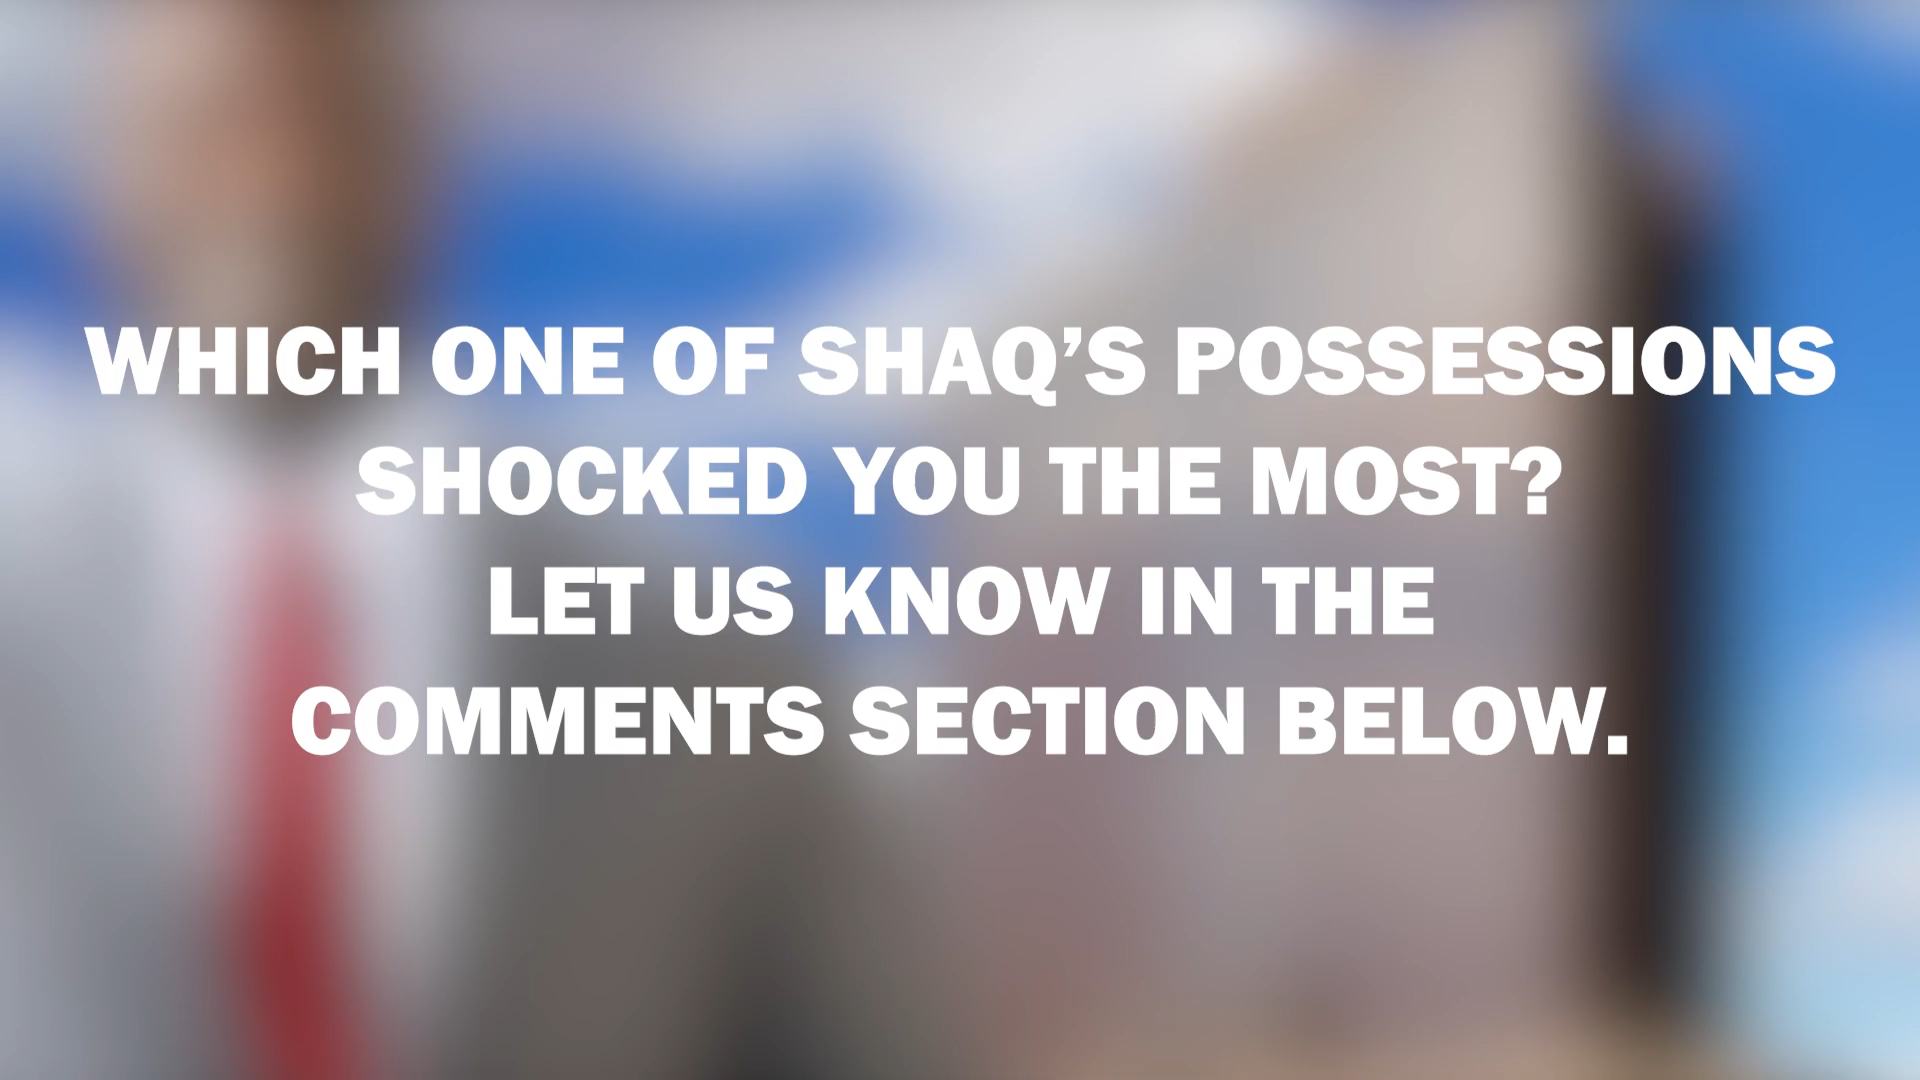 WHICH ONE OF SHAQ’S POSSESSIONS
SHOCKED YOU THE MOST?
LET US KNOW IN THE
COMMENTS SECTION BELOW.